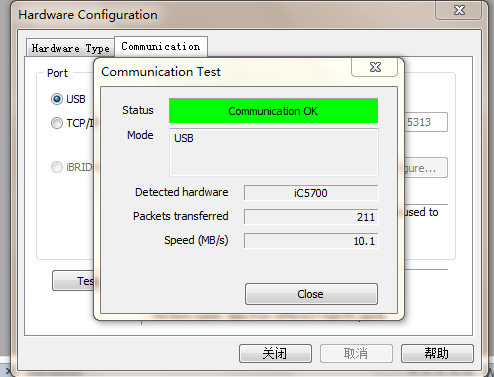 Hardware Configuration
Hardware Type
Communication
Port
USB
TCP/I
5313
iBRID
gure...
used to
Tes
Communication Test
Status
Communication OK
Mode
USB
Detected hardware
iC5700
Packets transferred
211
Speed (MB/s)
10.1
Close
关闭
取消
帮助